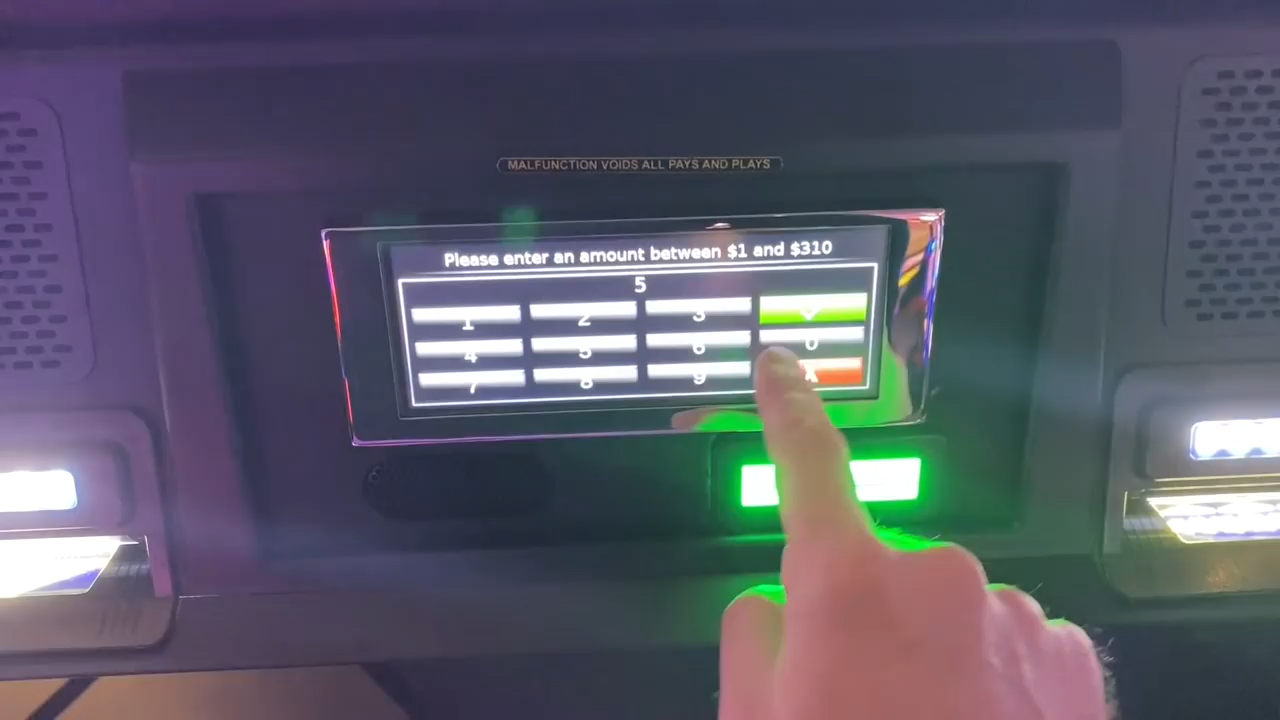 MALFUNCTION VOIDS ALL PAYS AND PLAYS
Please enter an amount between $1 and $310
5
1 2 3
4 5 6 0
7 8 9 X